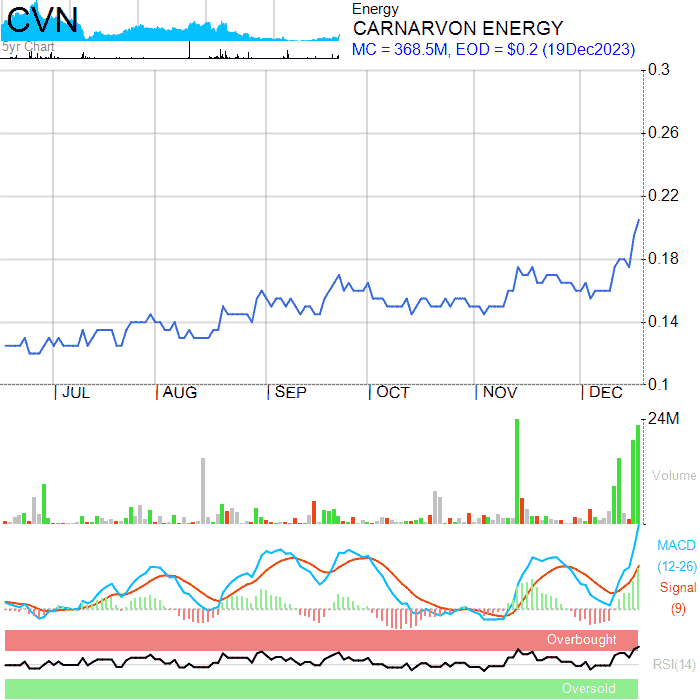 CVN
5yr Chart
Energy
CARNARVON ENERGY
MC = 368.5M, EOD = $0.2 (19Dec2023)
0.3
0.26
0.22
0.18
0.14
0.1
JUL
AUG
SEP
OCT
NOV
DEC
24M
Volume
MACD
(12-26)
Signal
(9)
Overbought
RSI(14)
Oversold